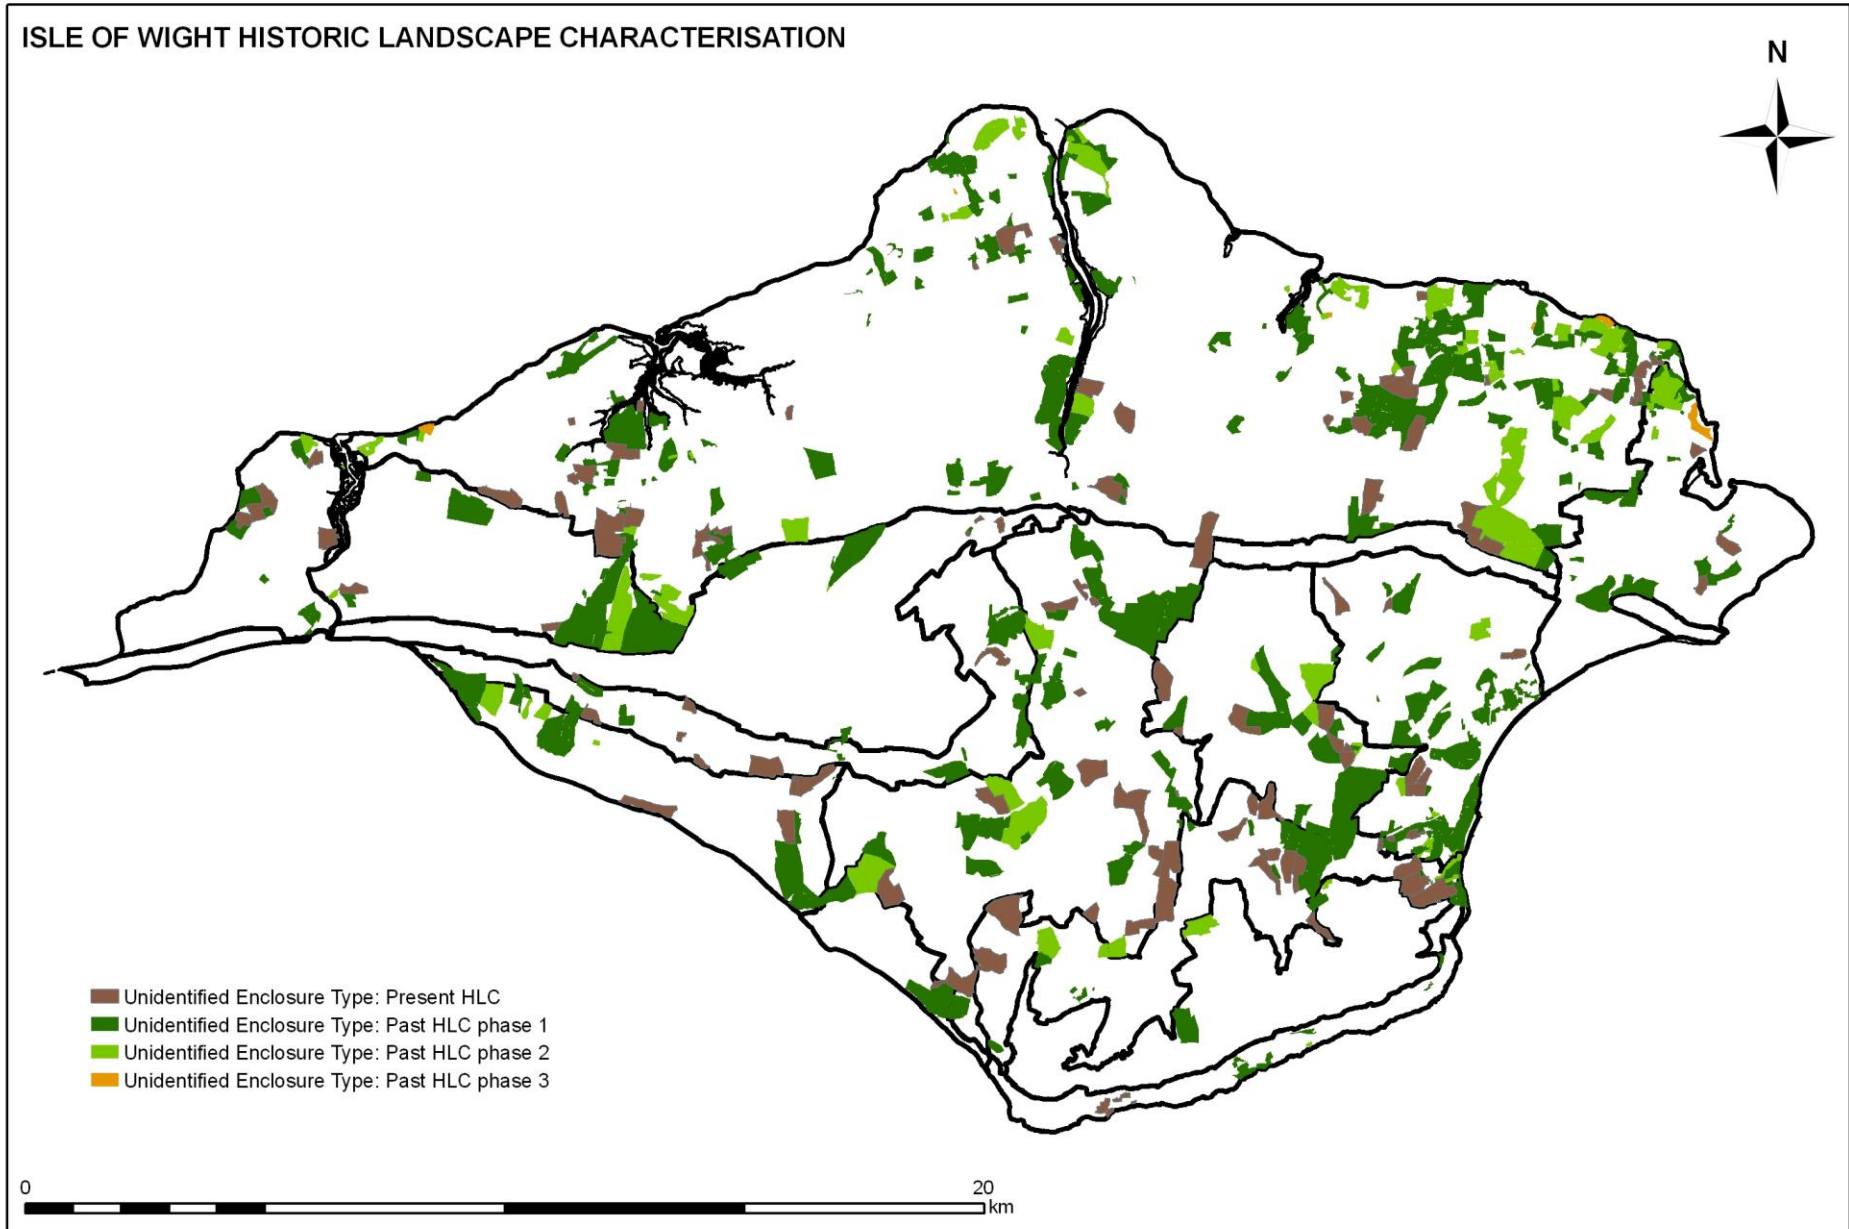 ISLE OF WIGHT HISTORIC LANDSCAPE CHARACTERISATION
N
Unidentified Enclosure Type: Present HLC
Unidentified Enclosure Type: Past HLC phase 1
Unidentified Enclosure Type: Past HLC phase 2
Unidentified Enclosure Type: Past HLC phase 3
0 20
km